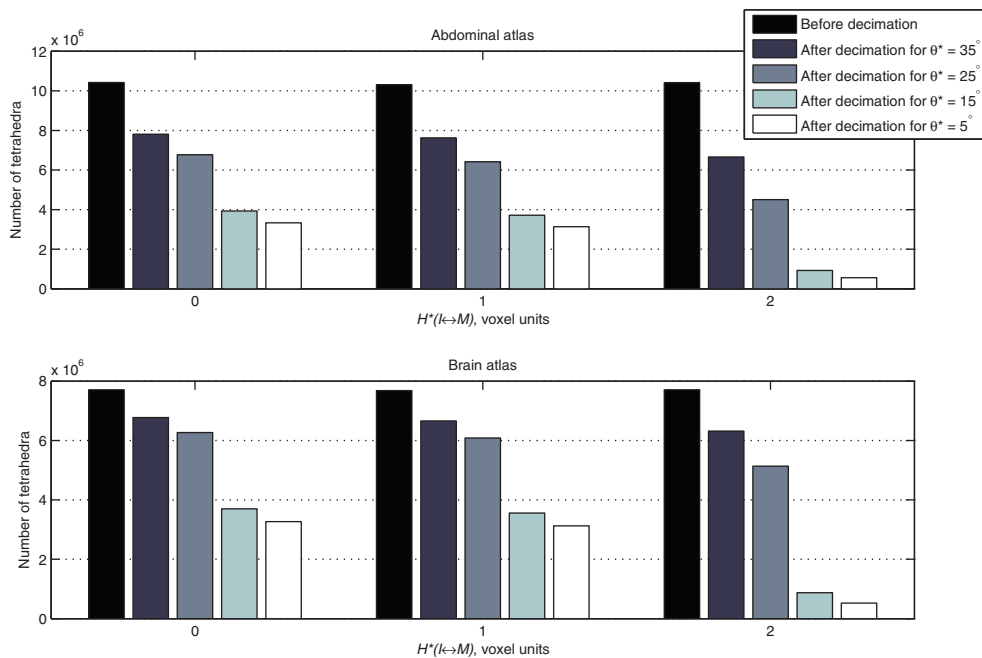 Before decimation
After decimation for θ* = 35°
After decimation for θ* = 25°
After decimation for θ* = 15°
After decimation for θ* = 5°
Abdominal atlas
x 10⁶
12
10
8
6
4
2
0
Number of tetrahedra
0 1 2
H*(I↔M), voxel units
Brain atlas
x 10⁶
8
6
4
2
0
Number of tetrahedra
0 1 2
H*(I↔M), voxel units